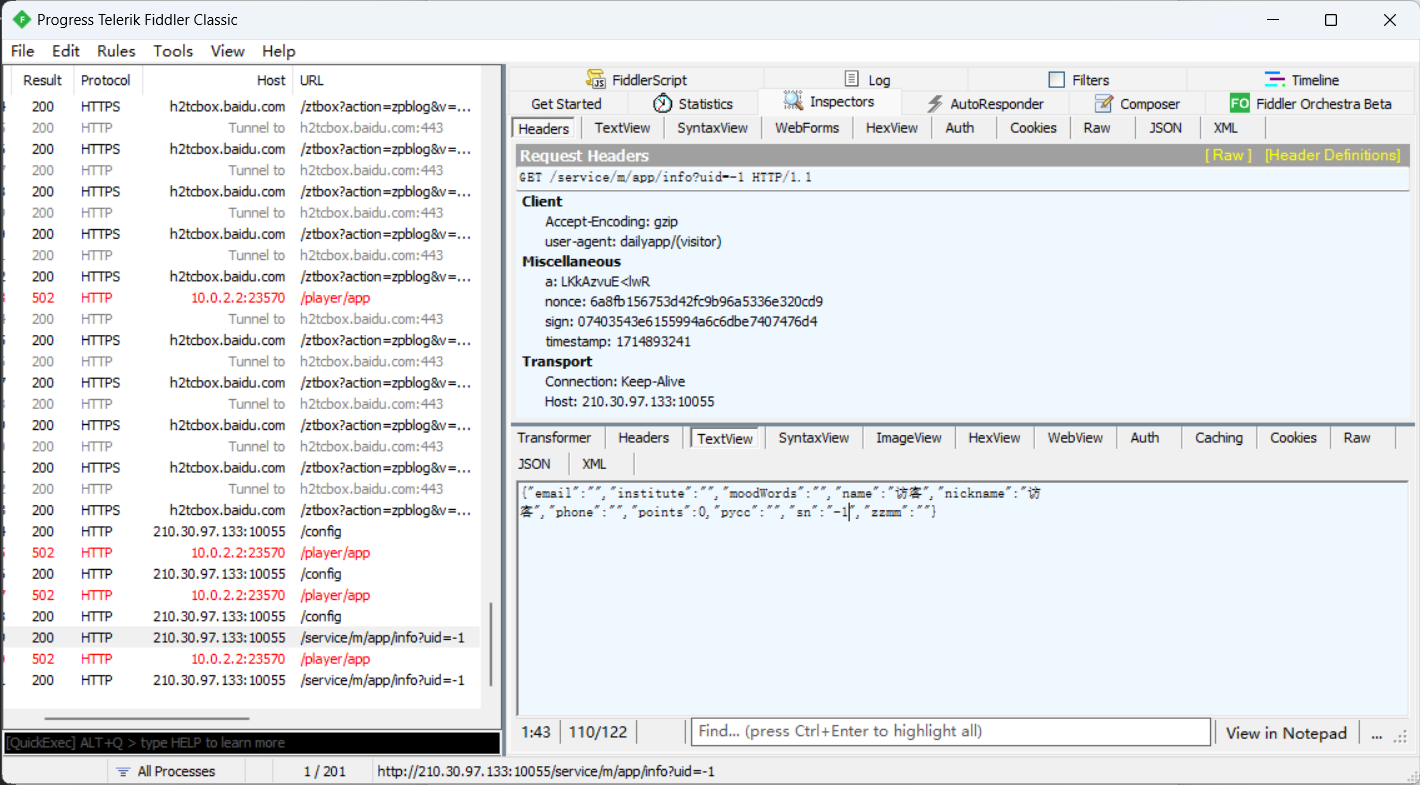 Progress Telerik Fiddler Classic
File Edit Rules Tools View Help
Result Protocol Host URL
200 HTTPS h2tcbox.baidu.com /ztbox?action=zpblog&v=...
200 HTTP Tunnel to h2tcbox.baidu.com:443
200 HTTPS h2tcbox.baidu.com /ztbox?action=zpblog&v=...
200 HTTP Tunnel to h2tcbox.baidu.com:443
200 HTTPS h2tcbox.baidu.com /ztbox?action=zpblog&v=...
200 HTTP Tunnel to h2tcbox.baidu.com:443
200 HTTPS h2tcbox.baidu.com /ztbox?action=zpblog&v=...
200 HTTP Tunnel to h2tcbox.baidu.com:443
200 HTTPS h2tcbox.baidu.com /ztbox?action=zpblog&v=...
502 HTTP 10.0.2.2:23570 /player/app
200 HTTP Tunnel to h2tcbox.baidu.com:443
200 HTTPS h2tcbox.baidu.com /ztbox?action=zpblog&v=...
200 HTTP Tunnel to h2tcbox.baidu.com:443
200 HTTPS h2tcbox.baidu.com /ztbox?action=zpblog&v=...
200 HTTP Tunnel to h2tcbox.baidu.com:443
200 HTTPS h2tcbox.baidu.com /ztbox?action=zpblog&v=...
200 HTTP Tunnel to h2tcbox.baidu.com:443
200 HTTPS h2tcbox.baidu.com /ztbox?action=zpblog&v=...
200 HTTP Tunnel to h2tcbox.baidu.com:443
200 HTTPS h2tcbox.baidu.com /ztbox?action=zpblog&v=...
200 HTTP 210.30.97.133:10055 /config
502 HTTP 10.0.2.2:23570 /player/app
200 HTTP 210.30.97.133:10055 /config
502 HTTP 10.0.2.2:23570 /player/app
200 HTTP 210.30.97.133:10055 /config
200 HTTP 210.30.97.133:10055 /service/m/app/info?uid=-1
502 HTTP 10.0.2.2:23570 /player/app
200 HTTP 210.30.97.133:10055 /service/m/app/info?uid=-1
[QuickExec] ALT+Q > type HELP to learn more
FiddlerScript Log Filters Timeline
Get Started Statistics Inspectors AutoResponder Composer FO Fiddler Orchestra Beta
Headers TextView SyntaxView WebForms HexView Auth Cookies Raw JSON XML
Request Headers [ Raw ] [Header Definitions]
GET /service/m/app/info?uid=-1 HTTP/1.1
Client
Accept-Encoding: gzip
user-agent: dailyapp/(visitor)
Miscellaneous
a: LKkAzvuE<lwR
nonce: 6a8fb156753d42fc9b96a5336e320cd9
sign: 07403543e6155994a6c6dbe7407476d4
timestamp: 1714893241
Transport
Connection: Keep-Alive
Host: 210.30.97.133:10055
Transformer Headers TextView SyntaxView ImageView HexView WebView Auth Caching Cookies Raw
JSON XML
{"email":"","institute":"","moodWords":"","name":"访客","nickname":"访
客","phone":"","points":0,"pycc":"","sn":"-1","zzmm":""}
1:43 110/122 Find... (press Ctrl+Enter to highlight all) View in Notepad ...
All Processes 1 / 201 http://210.30.97.133:10055/service/m/app/info?uid=-1